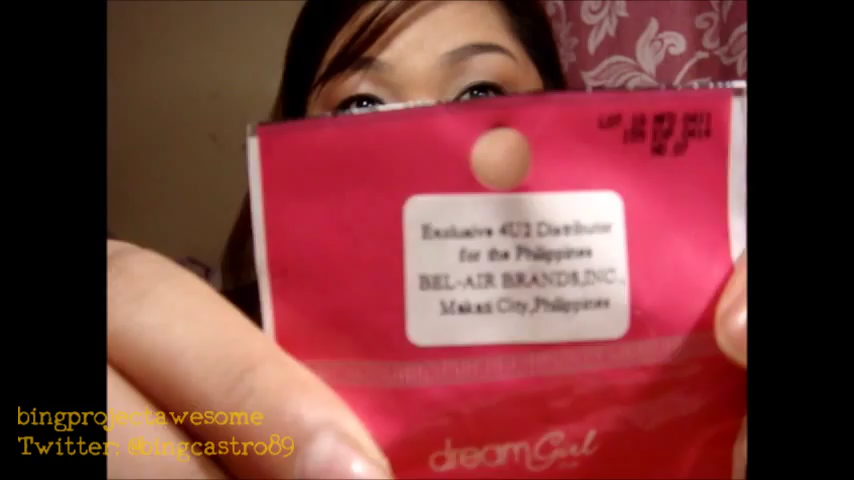 Exclusive 4U2 Distributor
for the Philippines
BEL-AIR BRANDS,INC.,
Makati City,Philippines
dreamGirl
bingprojectawesome
Twitter: @bingcastro89